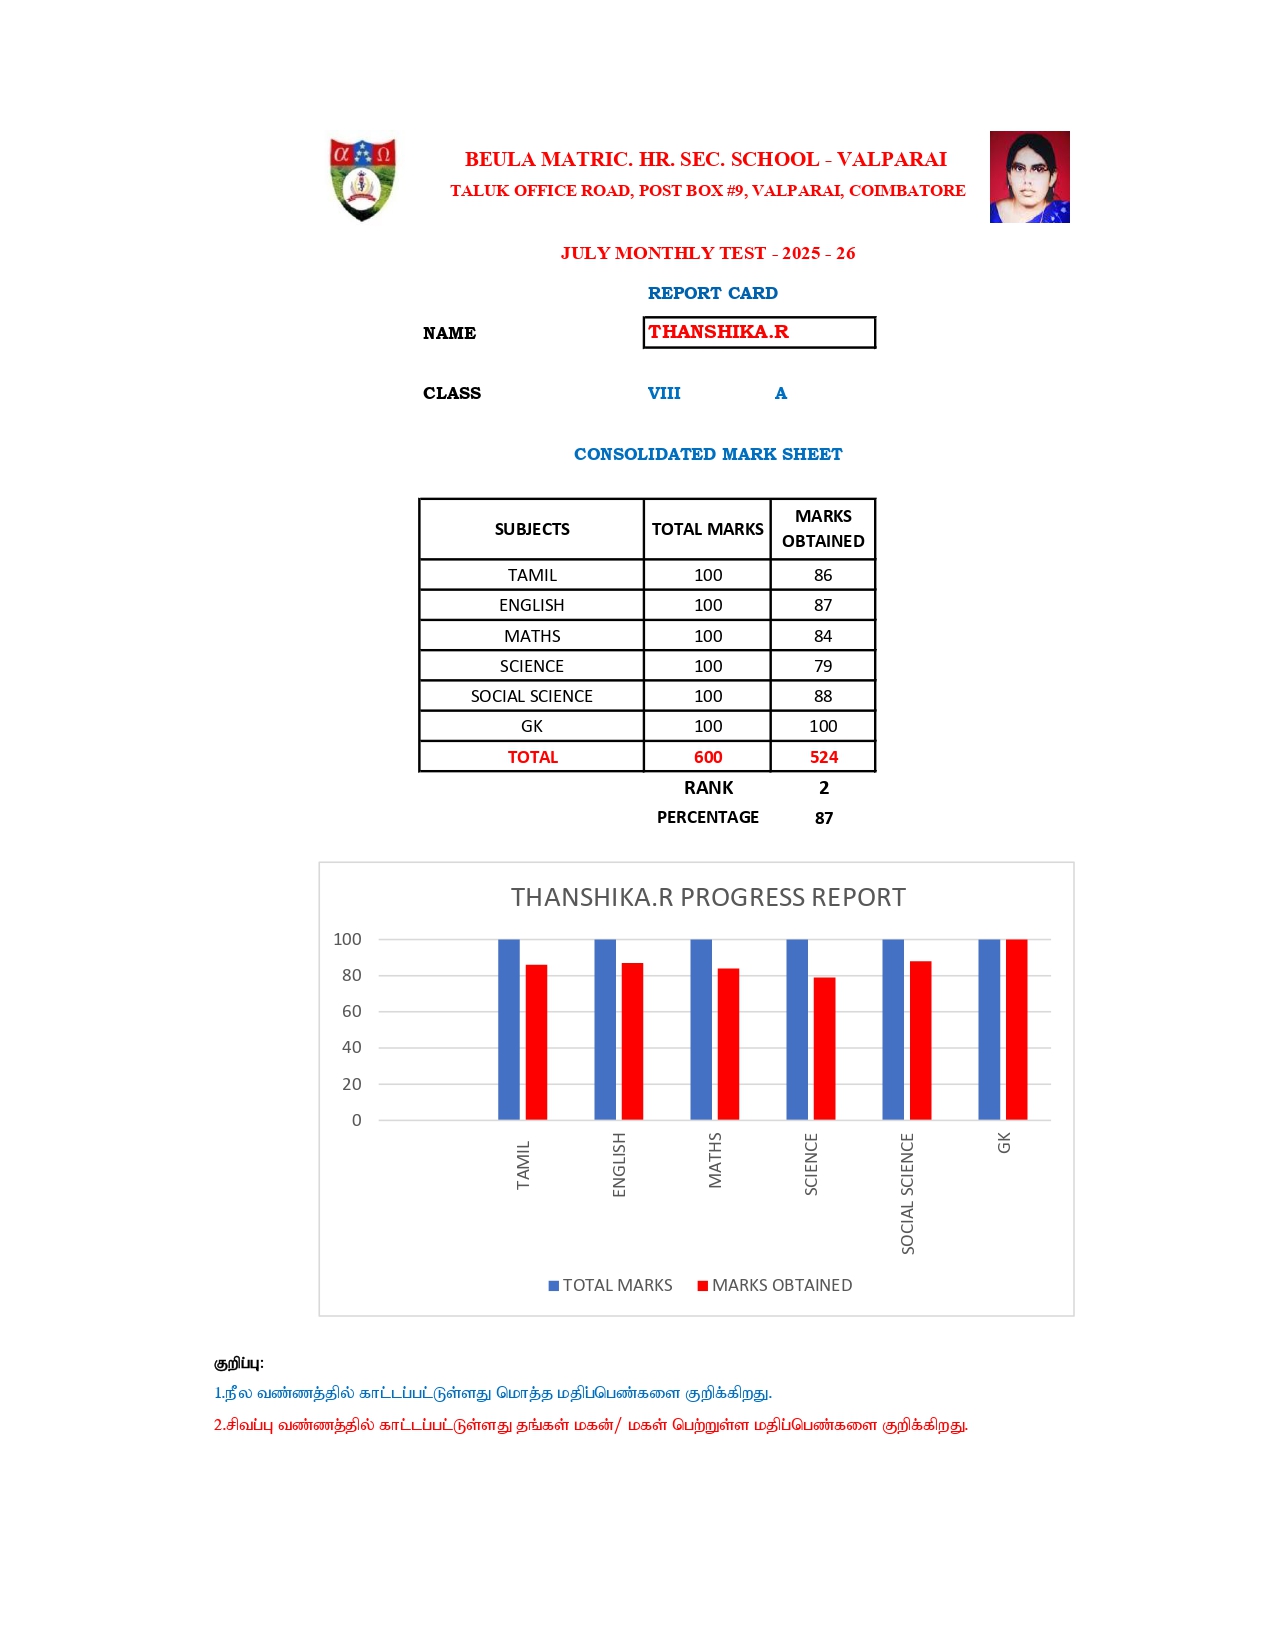 α Ω
BEULA MATRIC. HR. SEC. SCHOOL - VALPARAI
TALUK OFFICE ROAD, POST BOX #9, VALPARAI, COIMBATORE
JULY MONTHLY TEST - 2025 - 26
REPORT CARD
NAME THANSHIKA.R
CLASS VIII A
CONSOLIDATED MARK SHEET
SUBJECTS TOTAL MARKS MARKS OBTAINED
TAMIL 100 86
ENGLISH 100 87
MATHS 100 84
SCIENCE 100 79
SOCIAL SCIENCE 100 88
GK 100 100
TOTAL 600 524
RANK 2
PERCENTAGE 87
THANSHIKA.R PROGRESS REPORT
100
80
60
40
20
0
TAMIL ENGLISH MATHS SCIENCE SOCIAL SCIENCE GK
TOTAL MARKS MARKS OBTAINED
குறிப்பு:
1.நீல வண்ணத்தில் காட்டப்பட்டுள்ளது மொத்த மதிப்பெண்களை குறிக்கிறது.
2.சிவப்பு வண்ணத்தில் காட்டப்பட்டுள்ளது தங்கள் மகன்/ மகள் பெற்றுள்ள மதிப்பெண்களை குறிக்கிறது.